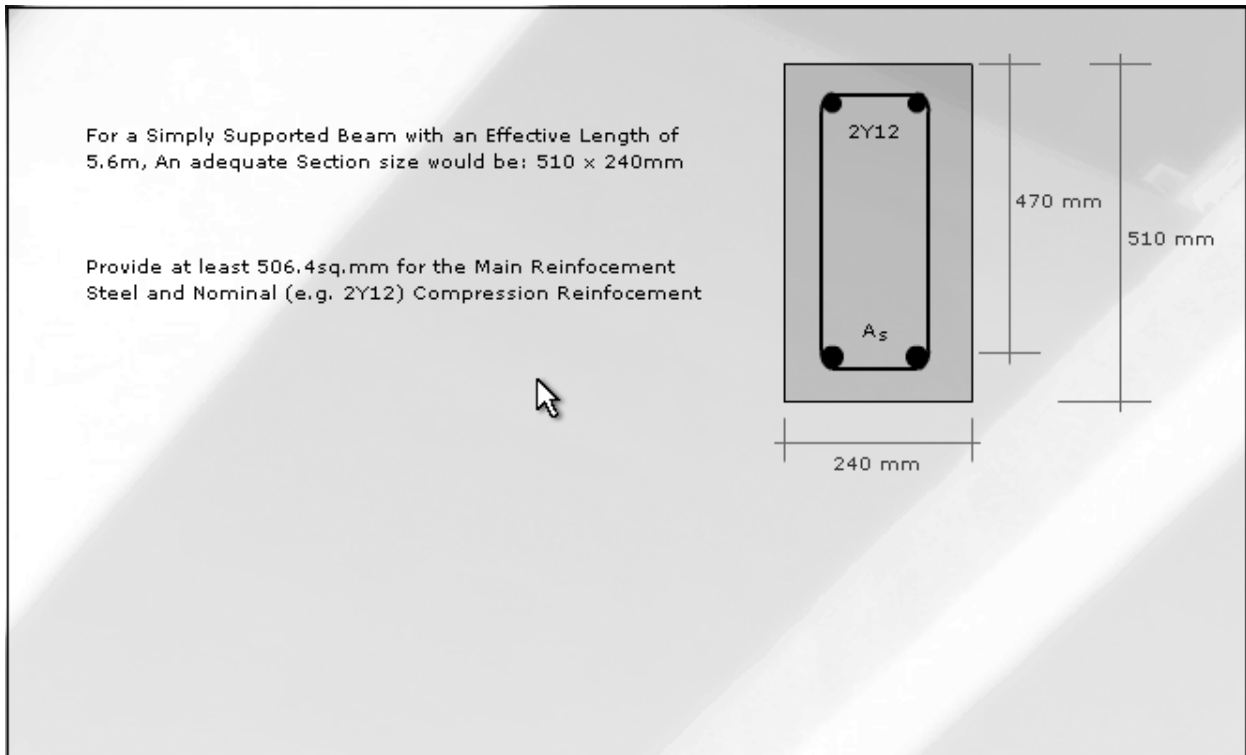 For a Simply Supported Beam with an Effective Length of
5.6m, An adequate Section size would be: 510 x 240mm
Provide at least 506.4sq.mm for the Main Reinfocement
Steel and Nominal (e.g. 2Y12) Compression Reinfocement
2Y12
As
470 mm
510 mm
240 mm